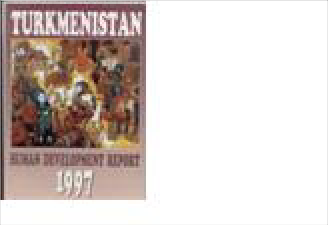 TURKMENISTAN
HUMAN DEVELOPMENT REPORT
1997